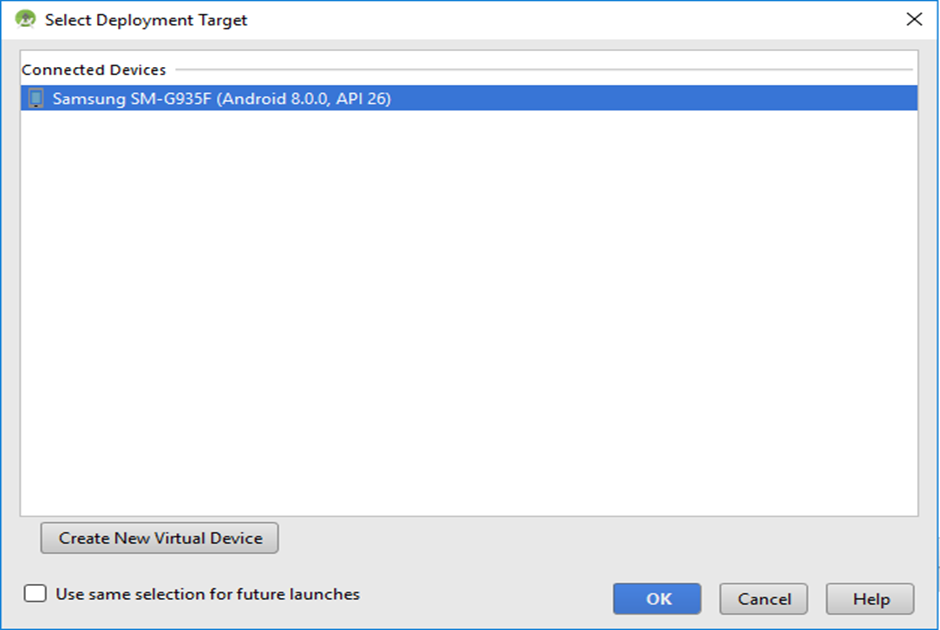 Select Deployment Target
Connected Devices
Samsung SM-G935F (Android 8.0.0, API 26)
Create New Virtual Device
Use same selection for future launches
OK
Cancel
Help